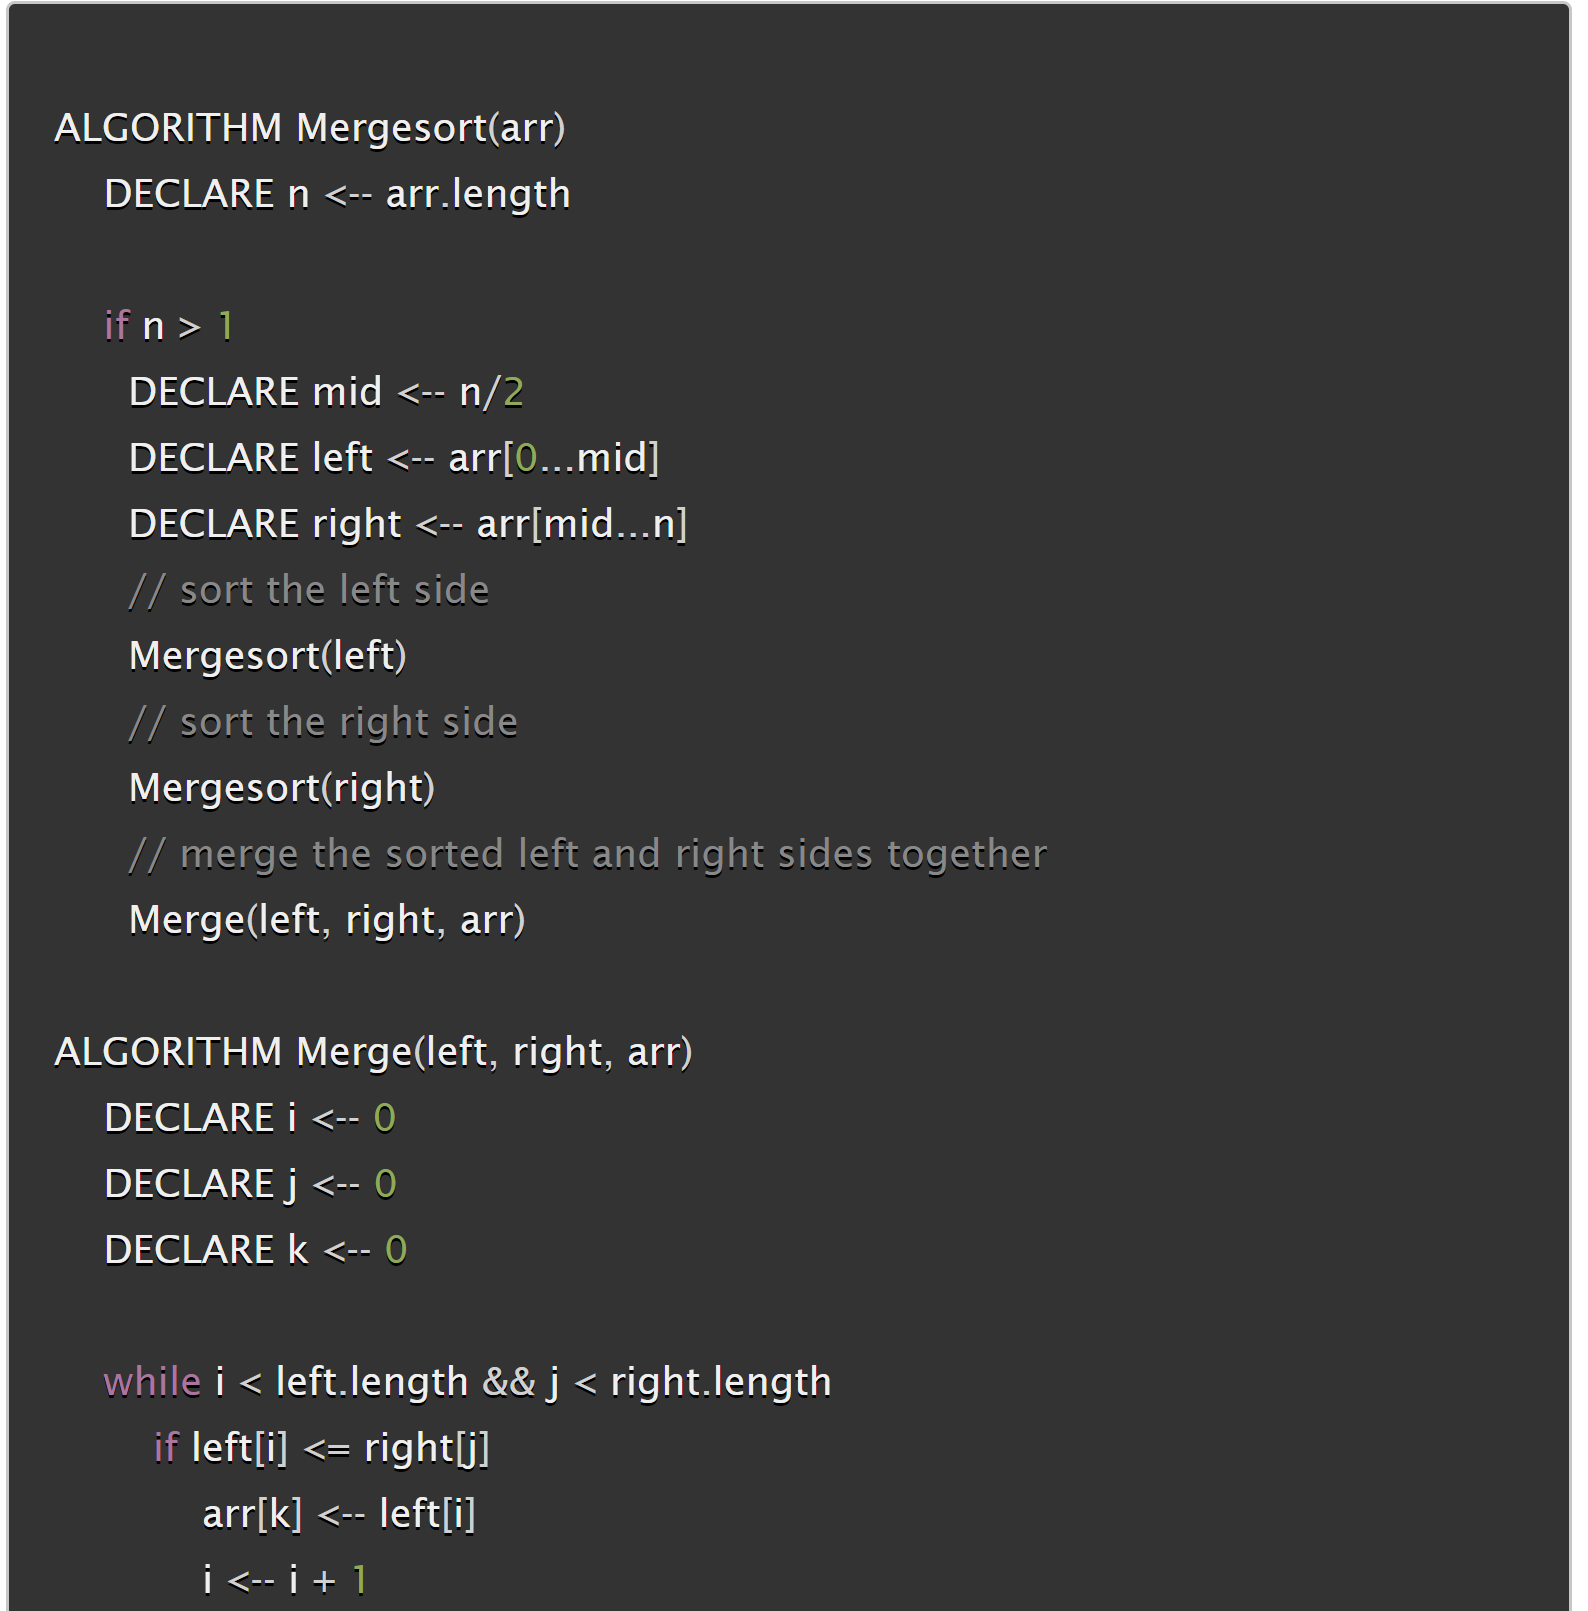 ALGORITHM Mergesort(arr)
DECLARE n <-- arr.length
if n > 1
DECLARE mid <-- n/2
DECLARE left <-- arr[0...mid]
DECLARE right <-- arr[mid...n]
// sort the left side
Mergesort(left)
// sort the right side
Mergesort(right)
// merge the sorted left and right sides together
Merge(left, right, arr)
ALGORITHM Merge(left, right, arr)
DECLARE i <-- 0
DECLARE j <-- 0
DECLARE k <-- 0
while i < left.length && j < right.length
if left[i] <= right[j]
arr[k] <-- left[i]
i <-- i + 1